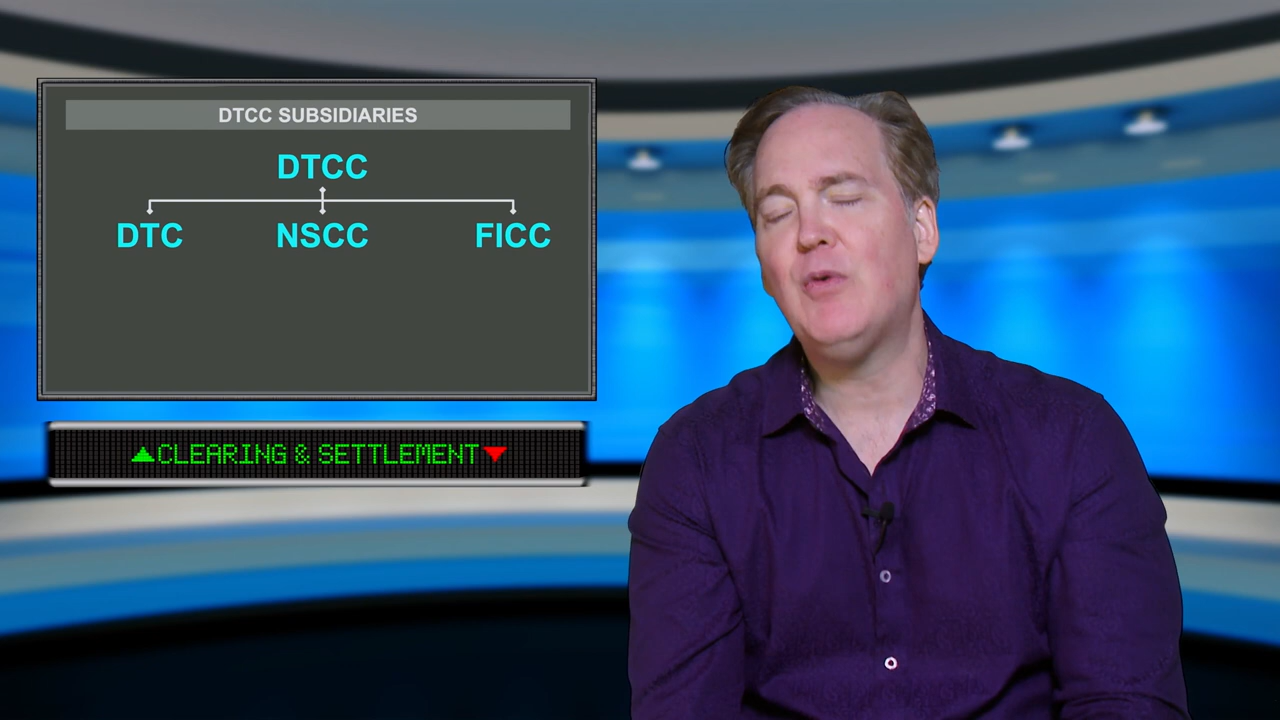 DTCC SUBSIDIARIES
DTCC
DTC NSCC FICC
CLEARING & SETTLEMENT